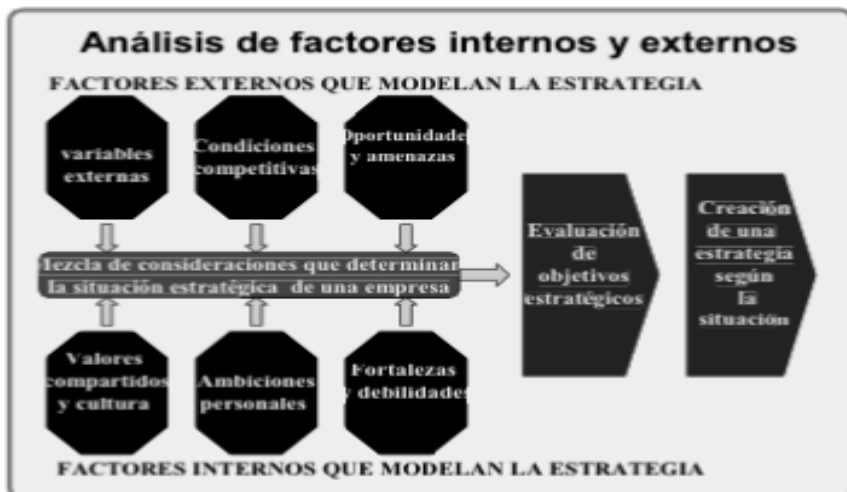 Análisis de factores internos y externos
FACTORES EXTERNOS QUE MODELAN LA ESTRATEGIA
variables
externas
Condiciones
competitivas
Oportunidade
y amenazas
Mezcla de consideraciones que determinan
la situación estratégica de una empresa
Evaluación
de
objetivos
estratégicos
Creación
de una
estrategia
según
la
situación
Valores
compartidos
y cultura
Ambiciones
personales
Fortalezas
y debilidades
FACTORES INTERNOS QUE MODELAN LA ESTRATEGIA